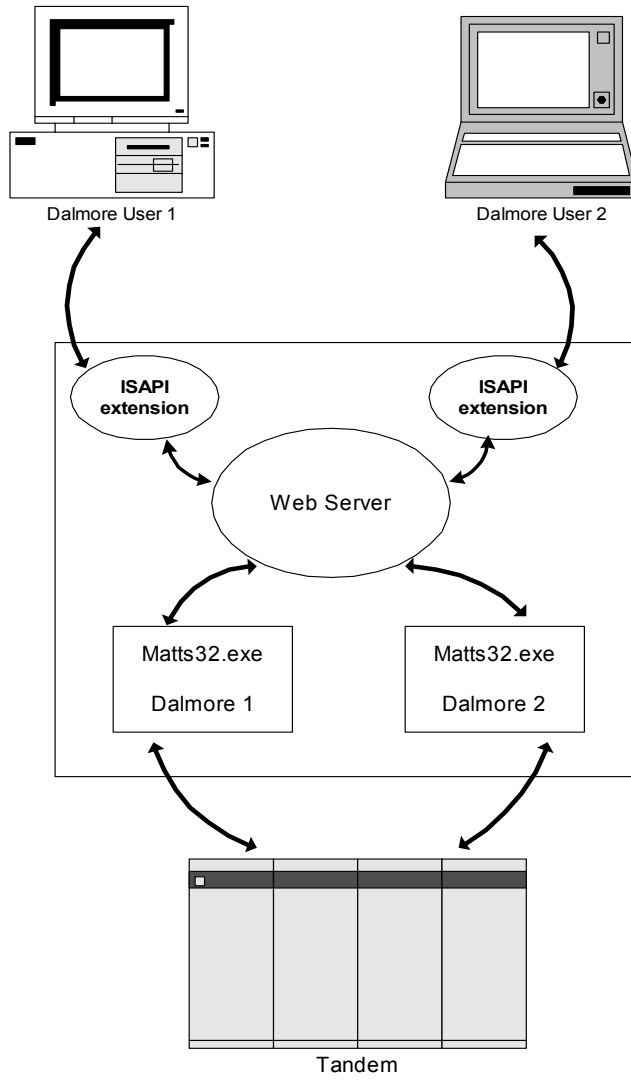 Dalmore User 1
Dalmore User 2
ISAPI
extension
ISAPI
extension
Web Server
Matts32.exe
Dalmore 1
Matts32.exe
Dalmore 2
Tandem